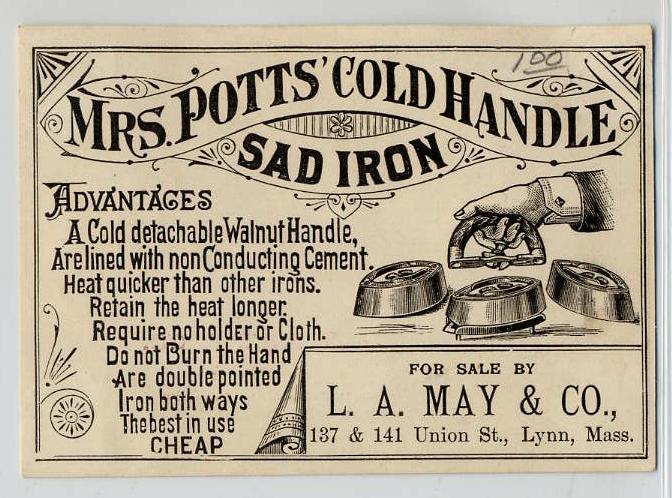 1.00
MRS. POTTS' COLD HANDLE
SAD IRON
ADVANTAGES
A Cold detachable Walnut Handle,
Are lined with non Conducting Cement.
Heat quicker than other irons.
Retain the heat longer.
Require no holder or Cloth.
Do not Burn the Hand
Are double pointed
Iron both ways
The best in use
CHEAP
FOR SALE BY
L. A. MAY & CO.,
137 & 141 Union St., Lynn, Mass.